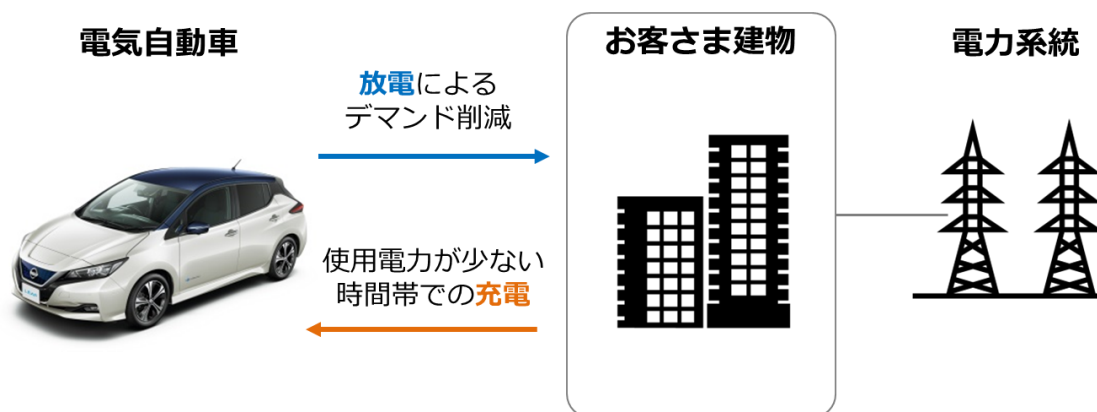 電気自動車
お客さま建物
電力系統
放電による
デマンド削減
使用電力が少ない
時間帯での充電